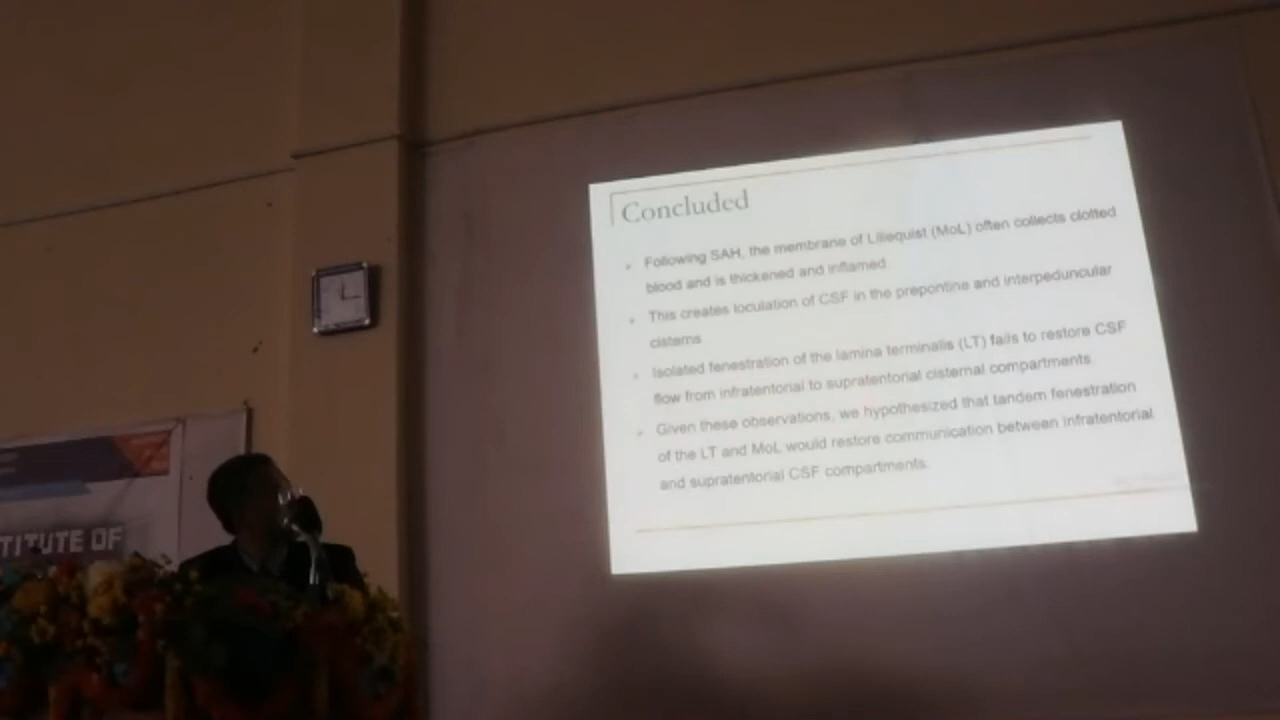 Concluded
Following SAH, the membrane of Liliequist (MoL) often collects clotted
blood and is thickened and inflamed
This creates loculation of CSF in the prepontine and interpeduncular
cisterns
Isolated fenestration of the lamina terminalis (LT) fails to restore CSF
flow from infratentorial to supratentorial cisternal compartments
Given these observations, we hypothesized that tandem fenestration
of the LT and MoL would restore communication between infratentorial
and supratentorial CSF compartments.
TITUTE OF